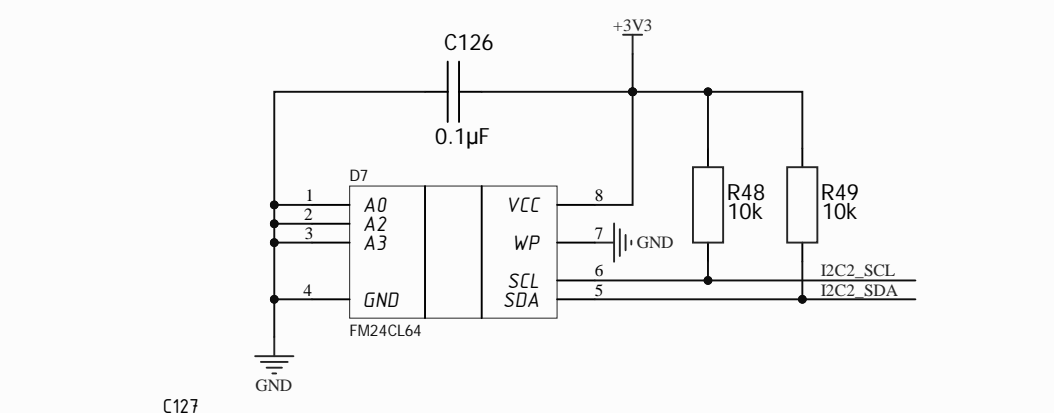 +3V3
C126
0.1µF
D7
1 A0
2 A2
3 A3
4 GND
VCC 8
WP 7 GND
SCL 6
SDA 5
R48
10k
R49
10k
I2C2_SCL
I2C2_SDA
FM24CL64
GND
C127